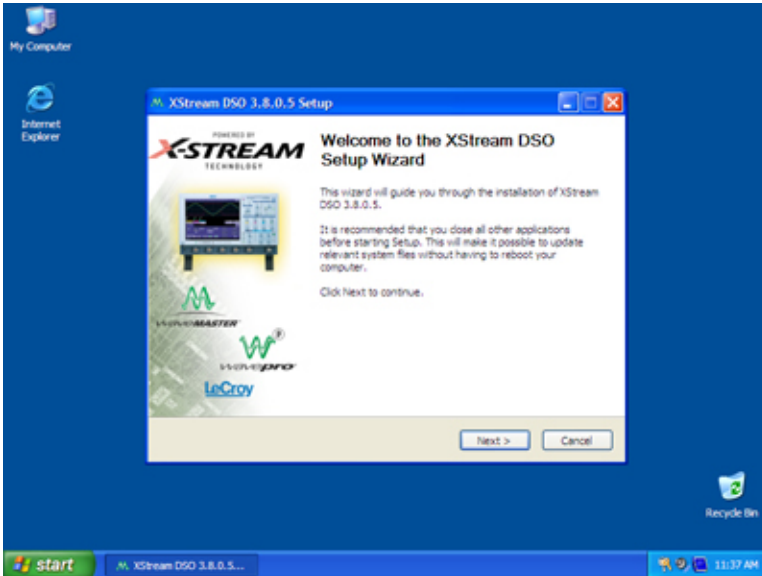 My Computer
Internet
Explorer
XStream DSO 3.8.0.5 Setup
POWERED BY
X-STREAM
TECHNOLOGY
Welcome to the XStream DSO
Setup Wizard
This wizard will guide you through the installation of XStream
DSO 3.8.0.5.
It is recommended that you close all other applications
before starting Setup. This will make it possible to update
relevant system files without having to reboot your
computer.
Click Next to continue.
WAVEMASTER
wavepro
LeCroy
Next >
Cancel
Recycle Bin
start
XStream DSO 3.8.0.5...
11:37 AM